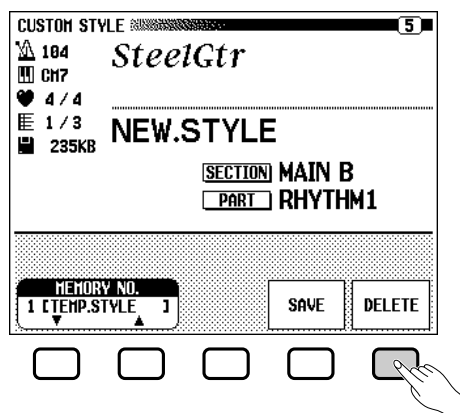 CUSTOM STYLE 5
104
SteelGtr
CM7
4/4
1/3
NEW.STYLE
235KB
SECTION MAIN B
PART RHYTHM1
MEMORY NO.
1 [TEMP.STYLE ]
▼ ▲
SAVE
DELETE